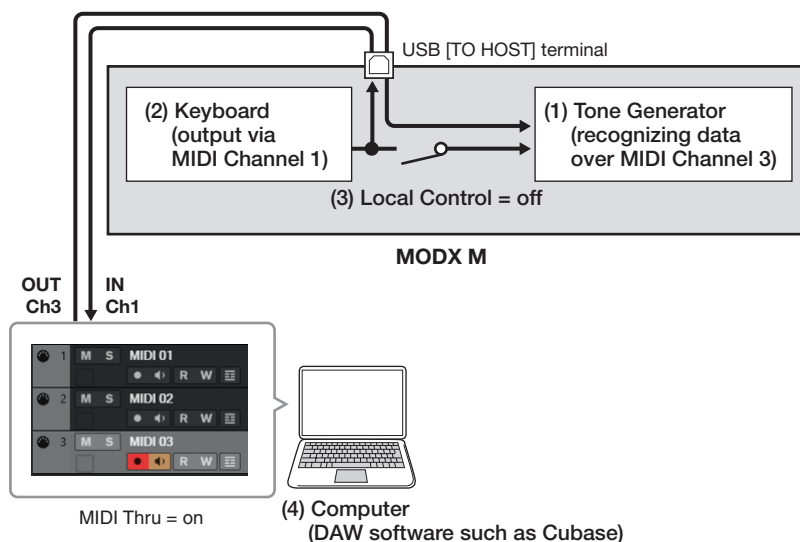 USB [TO HOST] terminal
(2) Keyboard
(output via
MIDI Channel 1)
(1) Tone Generator
(recognizing data
over MIDI Channel 3)
(3) Local Control = off
MODX M
OUT
Ch3
IN
Ch1
1 M S MIDI 01
R W
2 M S MIDI 02
R W
3 M S MIDI 03
R W
MIDI Thru = on
(4) Computer
(DAW software such as Cubase)